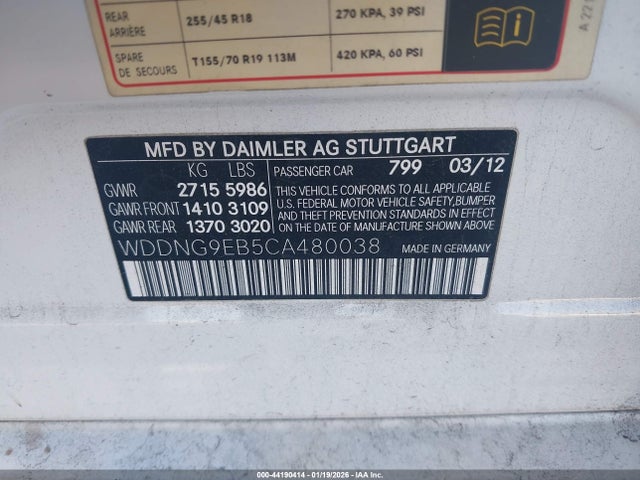 REAR
ARRIÈRE
255/45 R18
270 KPA, 39 PSI
SPARE
DE SECOURS
T155/70 R19 113M
420 KPA, 60 PSI
MFD BY DAIMLER AG STUTTGART
KG LBS
PASSENGER CAR 799 03/12
GVWR 2715 5986
GAWR FRONT 1410 3109
GAWR REAR 1370 3020
THIS VEHICLE CONFORMS TO ALL APPLICABLE
U.S. FEDERAL MOTOR VEHICLE SAFETY, BUMPER
AND THEFT PREVENTION STANDARDS IN EFFECT
ON THE DATE OF MANUFACTURE SHOWN ABOVE.
WDDNG9EB5CA480038
MADE IN GERMANY
000-44190414 | 01/19/2026 | IAA Inc.